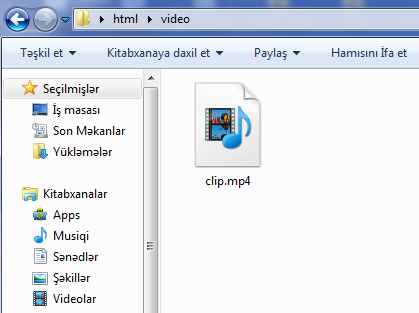 html video
Təşkil et Kitabxanaya daxil et Paylaş Hamısını İfa et
Seçilmişlər
İş masası
Son Məkanlar
Yükləmələr
Kitabxanalar
Apps
Musiqi
Sənədlər
Şəkillər
Videolar
clip.mp4